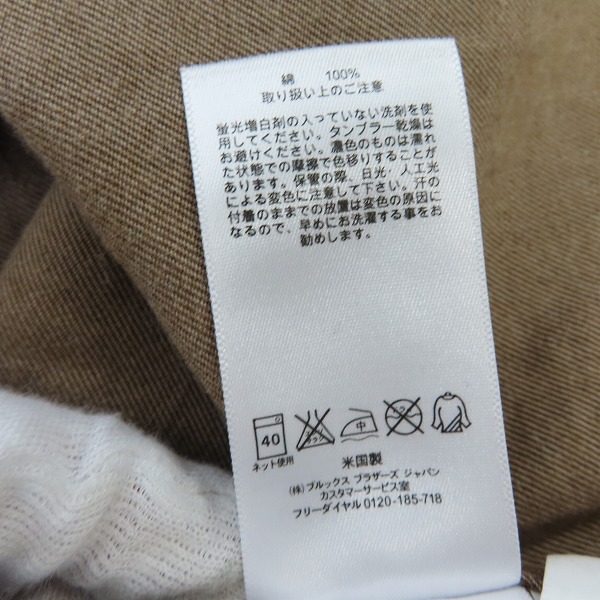 綿 100%
取り扱い上のご注意
蛍光増白剤の入っていない洗剤を使
用してください。タンブラー乾燥は
お避けください。濃色のものは濡れ
た状態での摩擦で色移りすることが
あります。保管の際、日光・人工光
による変色に注意して下さい。汗の
付着のままでの放置は変色の原因に
なるので、早めにお洗濯する事をお
勧めします。
40
中
ネット使用
米国製
(株) ブルックス ブラザーズ ジャパン
カスタマーサービス室
フリーダイヤル 0120-185-718